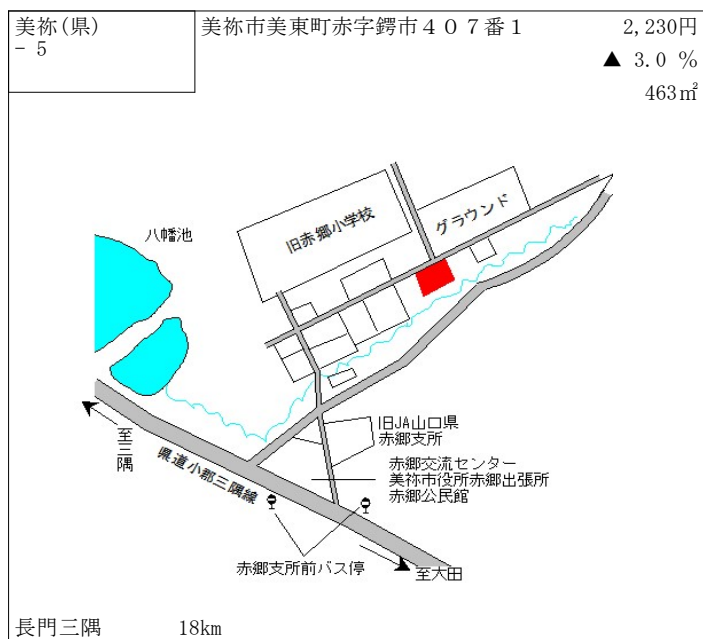 美祢(県)
- 5
美祢市美東町赤字鍔市４０７番１
2,230円
▲ 3.0 %
463㎡
旧赤郷小学校
グラウンド
八幡池
至三隅
県道小郡三隅線
旧JA山口県
赤郷支所
赤郷交流センター
美祢市役所赤郷出張所
赤郷公民館
赤郷支所前バス停
至大田
長門三隅 18km